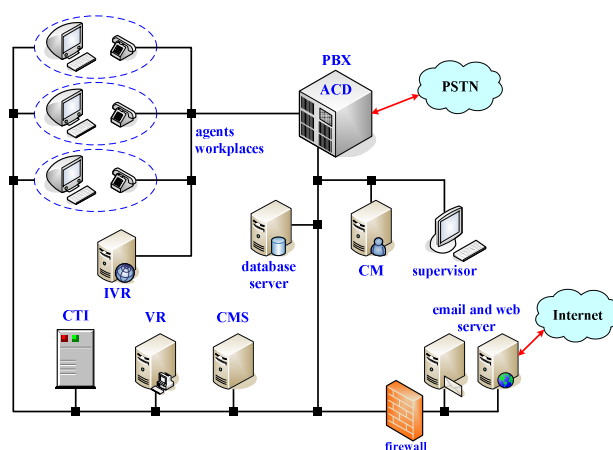 PBX
ACD
PSTN
agents
workplaces
IVR
database
server
CM
supervisor
CTI
VR
CMS
email and web
server
Internet
firewall